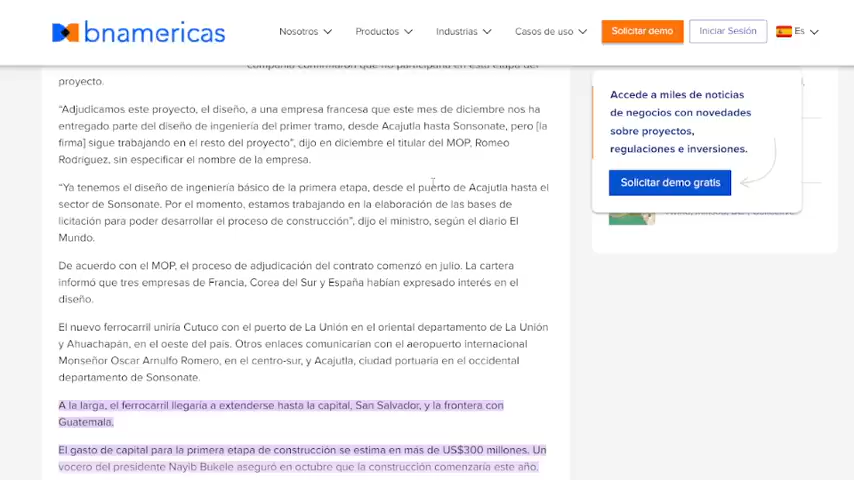 bnamericas
Nosotros
Productos
Industrias
Casos de uso
Solicitar demo
Iniciar Sesión
Es
compañía confirmaron que no participaría en esta etapa del
proyecto.
“Adjudicamos este proyecto, el diseño, a una empresa francesa que este mes de diciembre nos ha
entregado parte del diseño de ingeniería del primer tramo, desde Acajutla hasta Sonsonate, pero [la
firma] sigue trabajando en el resto del proyecto”, dijo en diciembre el titular del MOP, Romeo
Rodríguez, sin especificar el nombre de la empresa.
“Ya tenemos el diseño de ingeniería básico de la primera etapa, desde el puerto de Acajutla hasta el
sector de Sonsonate. Por el momento, estamos trabajando en la elaboración de las bases de
licitación para poder desarrollar el proceso de construcción”, dijo el ministro, según el diario El
Mundo.
De acuerdo con el MOP, el proceso de adjudicación del contrato comenzó en julio. La cartera
informó que tres empresas de Francia, Corea del Sur y España habían expresado interés en el
diseño.
El nuevo ferrocarril uniría Cutuco con el puerto de La Unión en el oriental departamento de La Unión
y Ahuachapán, en el oeste del país. Otros enlaces comunicarían con el aeropuerto internacional
Monseñor Oscar Arnulfo Romero, en el centro-sur, y Acajutla, ciudad portuaria en el occidental
departamento de Sonsonate.
A la larga, el ferrocarril llegaría a extenderse hasta la capital, San Salvador, y la frontera con
Guatemala.
El gasto de capital para la primera etapa de construcción se estima en más de US$300 millones. Un
vocero del presidente Nayib Bukele aseguró en octubre que la construcción comenzaría este año.
Accede a miles de noticias
de negocios con novedades
sobre proyectos,
regulaciones e inversiones.
Solicitar demo gratis